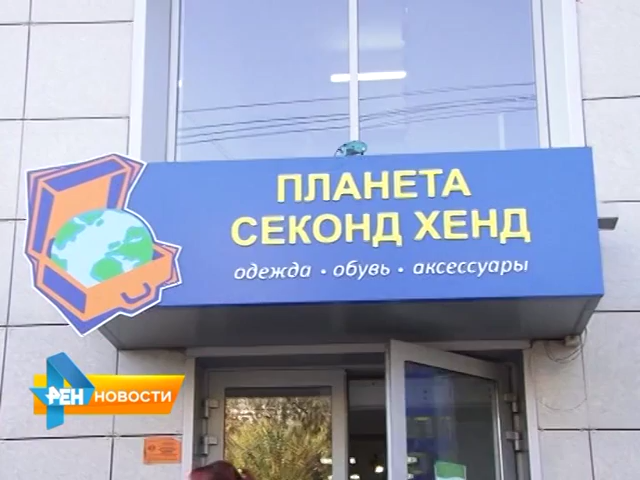 ПЛАНЕТА
СЕКОНД ХЕНД
одежда · обувь · аксессуары
РЕН НОВОСТИ